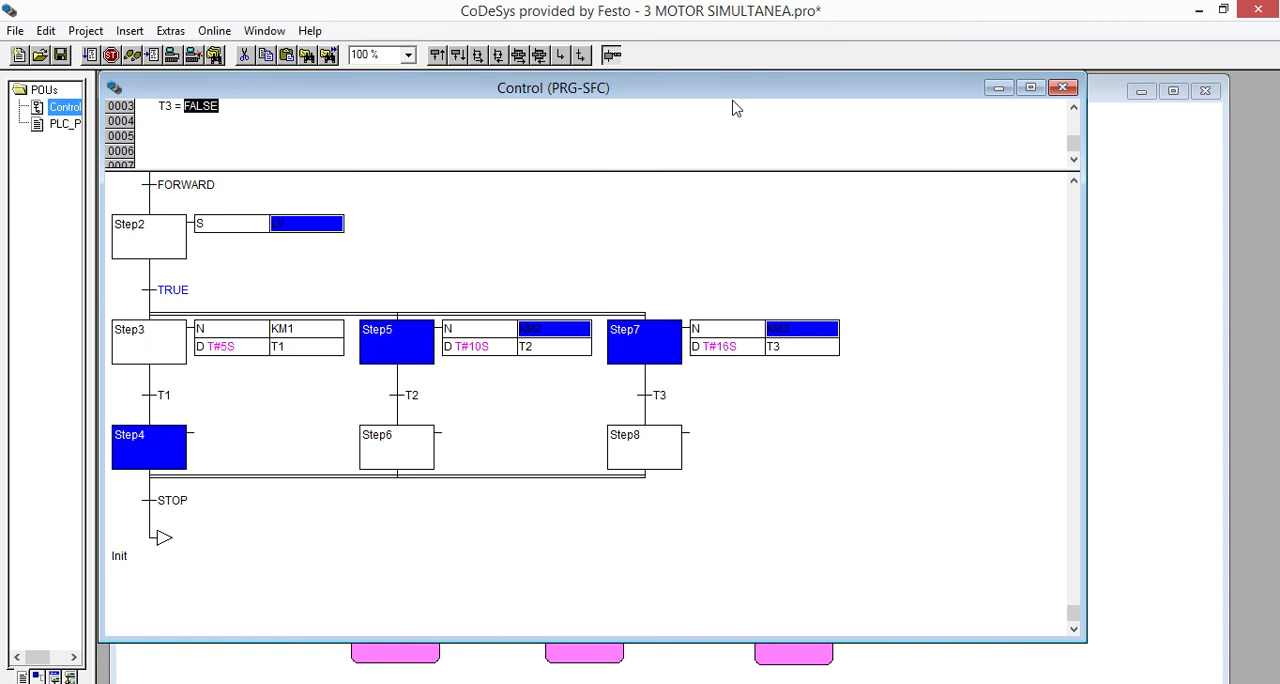 CoDeSys provided by Festo - 3 MOTOR SIMULTANEA.pro*
File Edit Project Insert Extras Online Window Help
100 %
POUs
Control
PLC_P
Control (PRG-SFC)
0003 T3 = FALSE
0004
0005
0006
0007
FORWARD
Step2 S
TRUE
Step3 N KM1 Step5 N KM2 Step7 N KM3
D T#5S T1 D T#10S T2 D T#16S T3
T1 T2 T3
Step4 Step6 Step8
STOP
Init